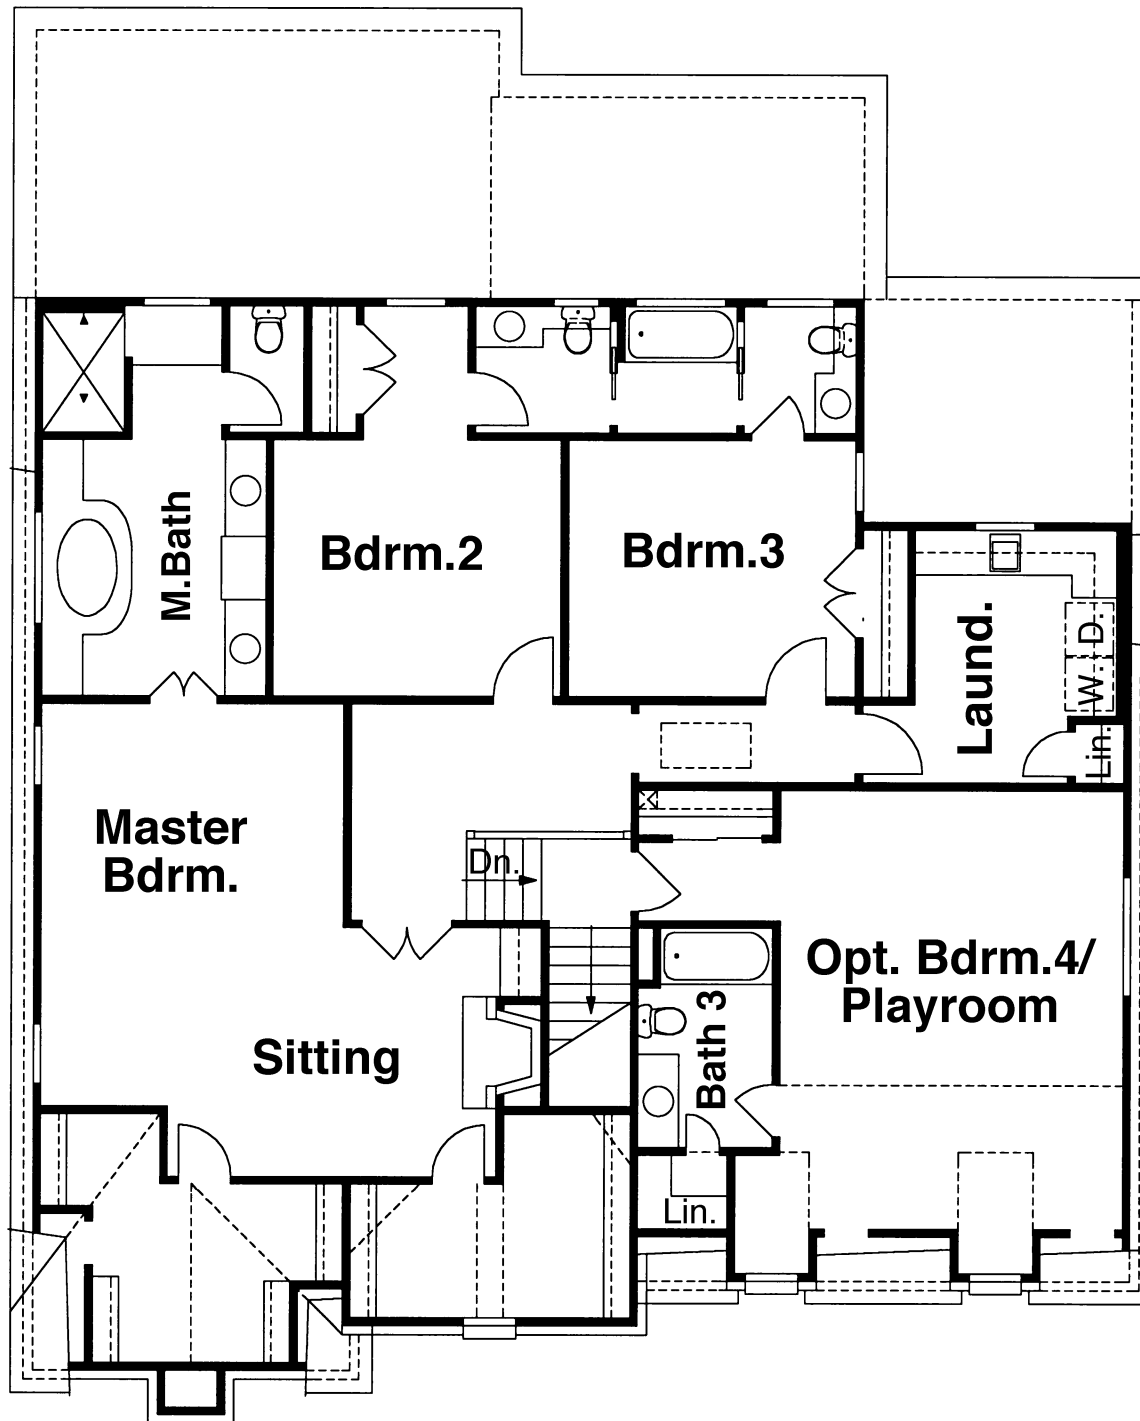 M.Bath
Bdrm.2
Bdrm.3
Laund.
W. D.
Lin.
Master
Bdrm.
Dn.
Opt. Bdrm.4/
Playroom
Sitting
Bath 3
Lin.